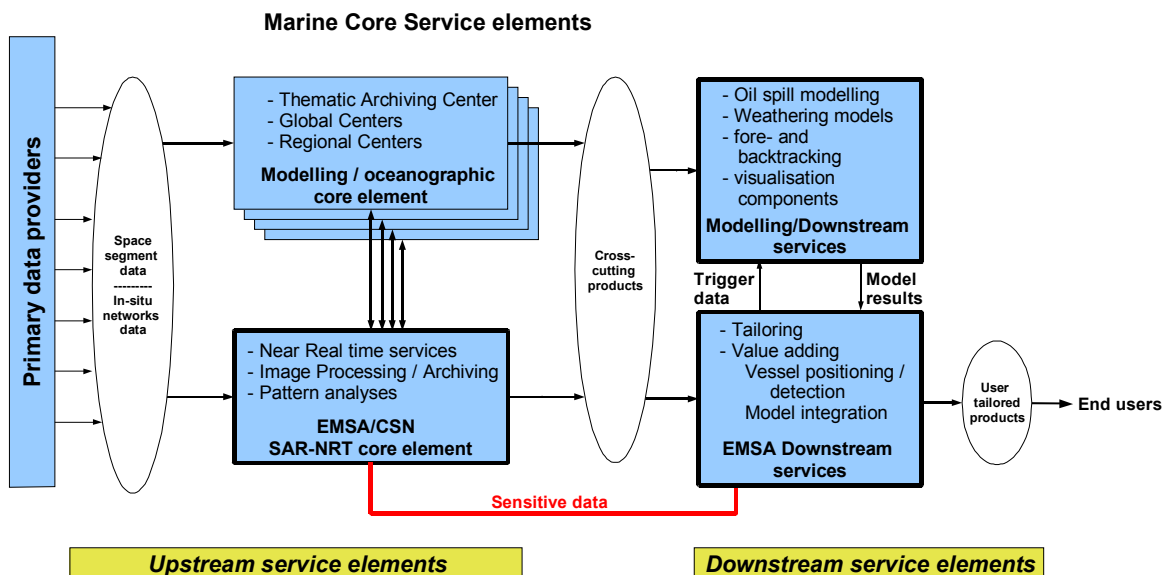 Marine Core Service elements
Primary data providers
Space
segment
data
---------
In-situ
networks
data
- Thematic Archiving Center
- Global Centers
- Regional Centers
Modelling / oceanographic
core element
- Near Real time services
- Image Processing / Archiving
- Pattern analyses
EMSA/CSN
SAR-NRT core element
Cross-
cutting
products
- Oil spill modelling
- Weathering models
- fore- and
backtracking
- visualisation
components
Modelling/Downstream
services
Trigger
data
Model
results
- Tailoring
- Value adding
Vessel positioning /
detection
Model integration
EMSA Downstream
services
User
tailored
products
End users
Sensitive data
Upstream service elements
Downstream service elements